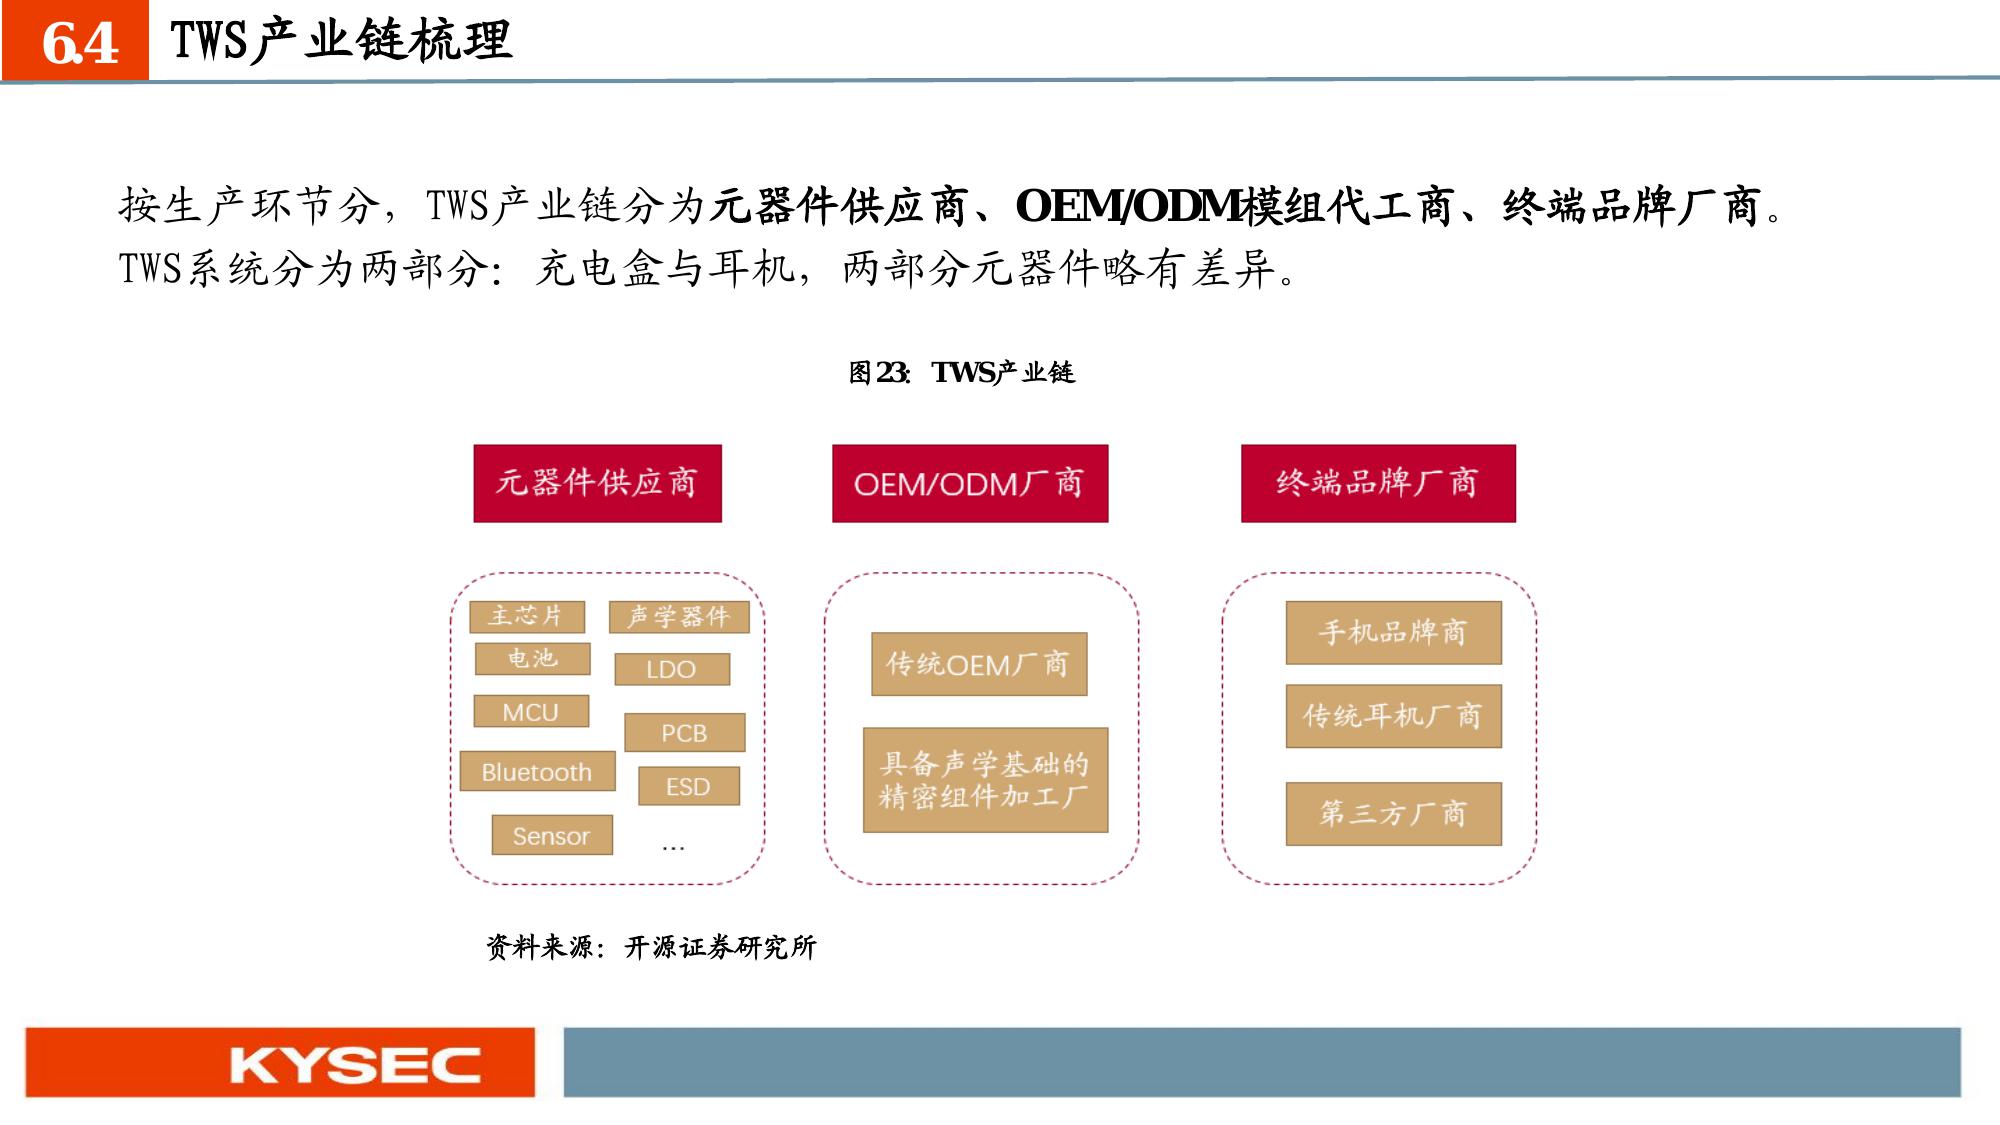 6.4 TWS产业链梳理
按生产环节分，TWS产业链分为元器件供应商、OEM/ODM模组代工商、终端品牌厂商。
TWS系统分为两部分：充电盒与耳机，两部分元器件略有差异。
图23：TWS产业链
元器件供应商
主芯片
声学器件
电池
LDO
MCU
PCB
Bluetooth
ESD
Sensor
...
OEM/ODM厂商
传统OEM厂商
具备声学基础的
精密组件加工厂
终端品牌厂商
手机品牌商
传统耳机厂商
第三方厂商
资料来源：开源证券研究所
KYSEC